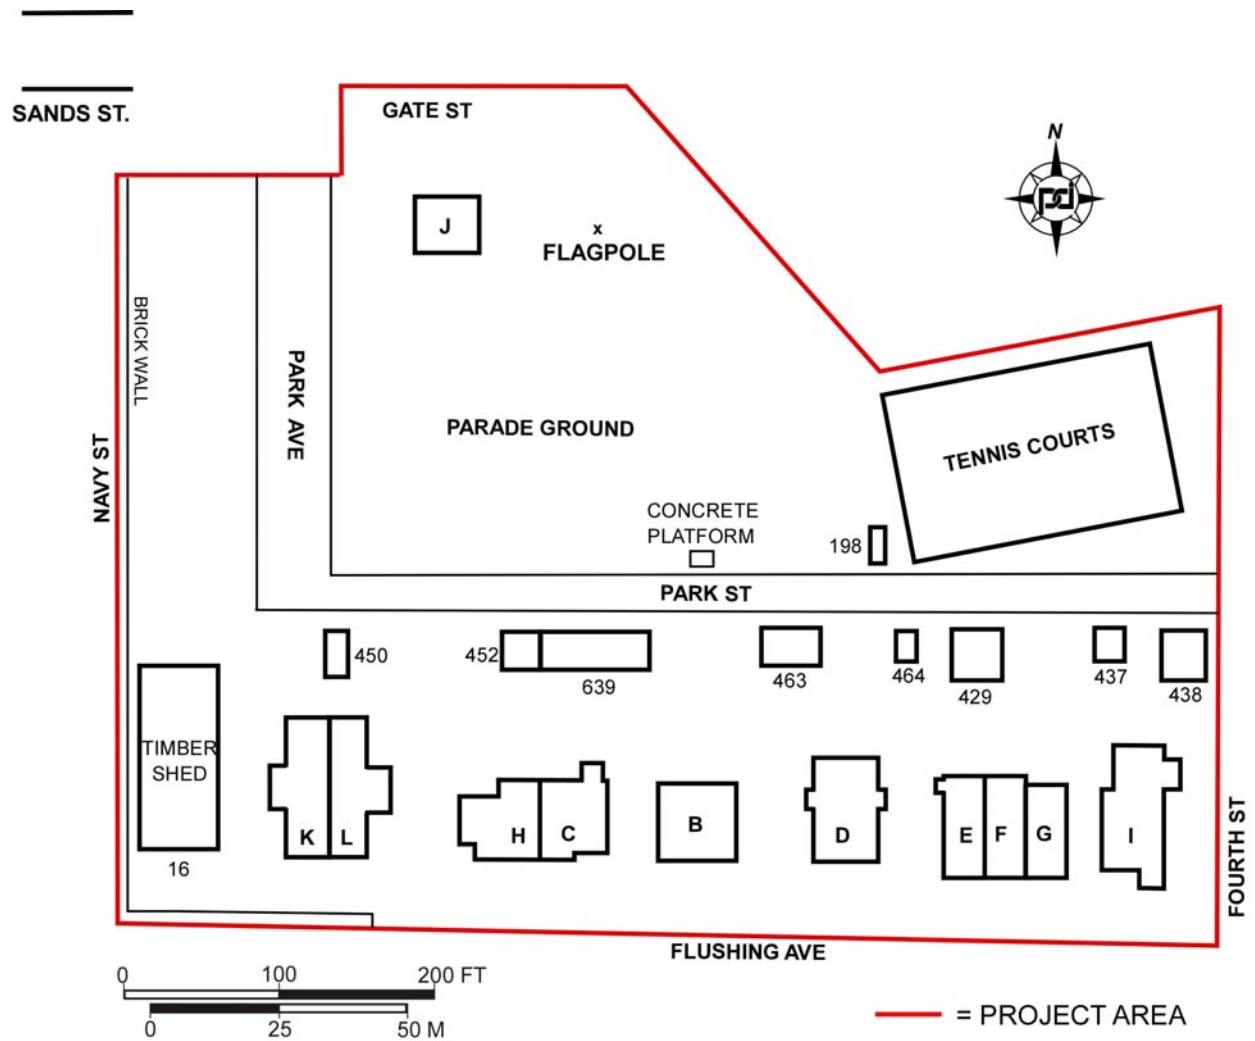 SANDS ST.
GATE ST
N
pci
J
x
FLAGPOLE
BRICK WALL
PARK AVE
NAVY ST
PARADE GROUND
TENNIS COURTS
CONCRETE
PLATFORM
198
PARK ST
450
452
639
463
464
429
437
438
TIMBER
SHED
16
K
L
H
C
B
D
E
F
G
I
FOURTH ST
FLUSHING AVE
0 100 200 FT
0 25 50 M
= PROJECT AREA